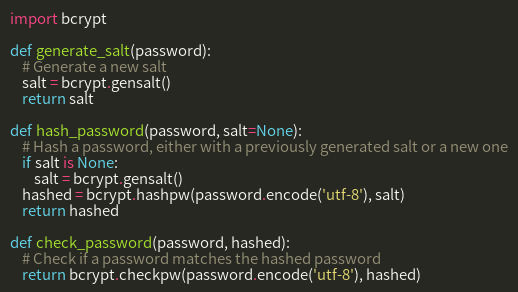 import bcrypt
def generate_salt(password):
# Generate a new salt
salt = bcrypt.gensalt()
return salt
def hash_password(password, salt=None):
# Hash a password, either with a previously generated salt or a new one
if salt is None:
salt = bcrypt.gensalt()
hashed = bcrypt.hashpw(password.encode('utf-8'), salt)
return hashed
def check_password(password, hashed):
# Check if a password matches the hashed password
return bcrypt.checkpw(password.encode('utf-8'), hashed)